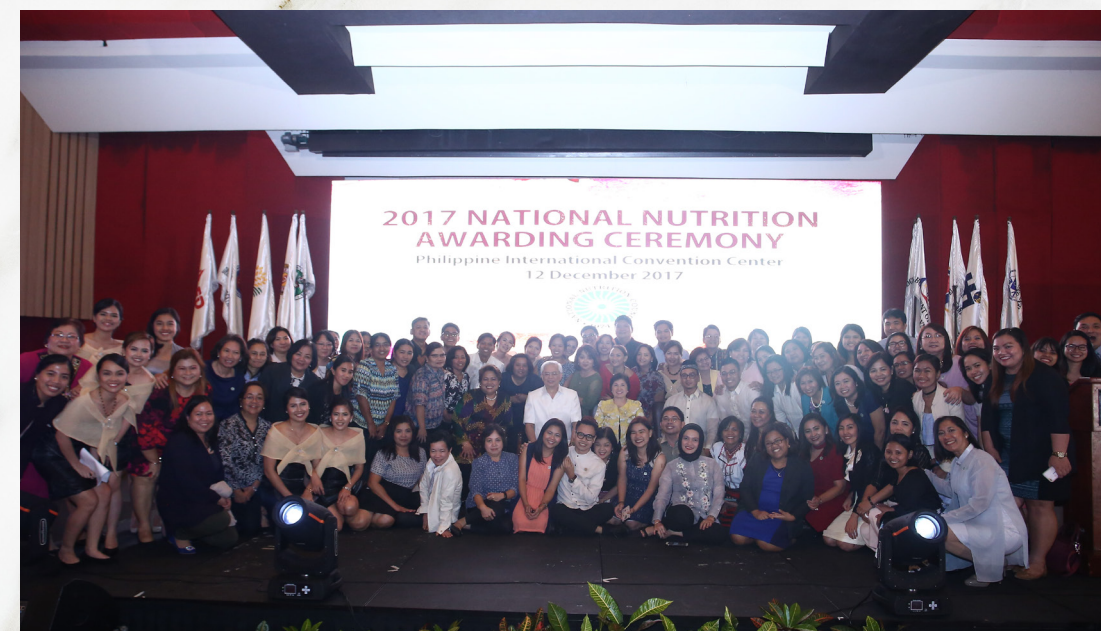 2017 NATIONAL NUTRITION
AWARDING CEREMONY
Philippine International Convention Center
12 December 2017